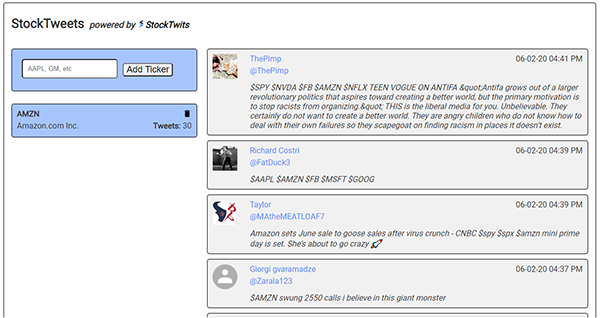 StockTweets powered by StockTwits
AAPL, GM, etc
Add Ticker
AMZN
Amazon.com Inc.
Tweets: 30
ThePimp
06-02-20 04:41 PM
@ThePimp
$SPY $NVDA $FB $AMZN $NFLX TEEN VOGUE ON ANTIFA &quot;Antifa grows out of a larger
revolutionary politics that aspires toward creating a better world, but the primary motivation is
to stop racists from organizing.&quot; THIS is the liberal media for you. Unbelievable. They
certainly do not want to create a better world. They are angry children who do not know how to
deal with their own failures so they scapegoat on finding racism in places it doesn't exist.
Richard Costri
06-02-20 04:39 PM
@FatDuck3
$AAPL $AMZN $FB $MSFT $GOOG
Taylor
06-02-20 04:39 PM
@MAtheMEATLOAF7
Amazon sets June sale to goose sales after virus crunch - CNBC $spy $spx $amzn mini prime
day is set. She's about to go crazy 🚀
Giorgi gvaramadze
06-02-20 04:37 PM
@Zarala123
$AMZN swung 2550 calls i believe in this giant monster